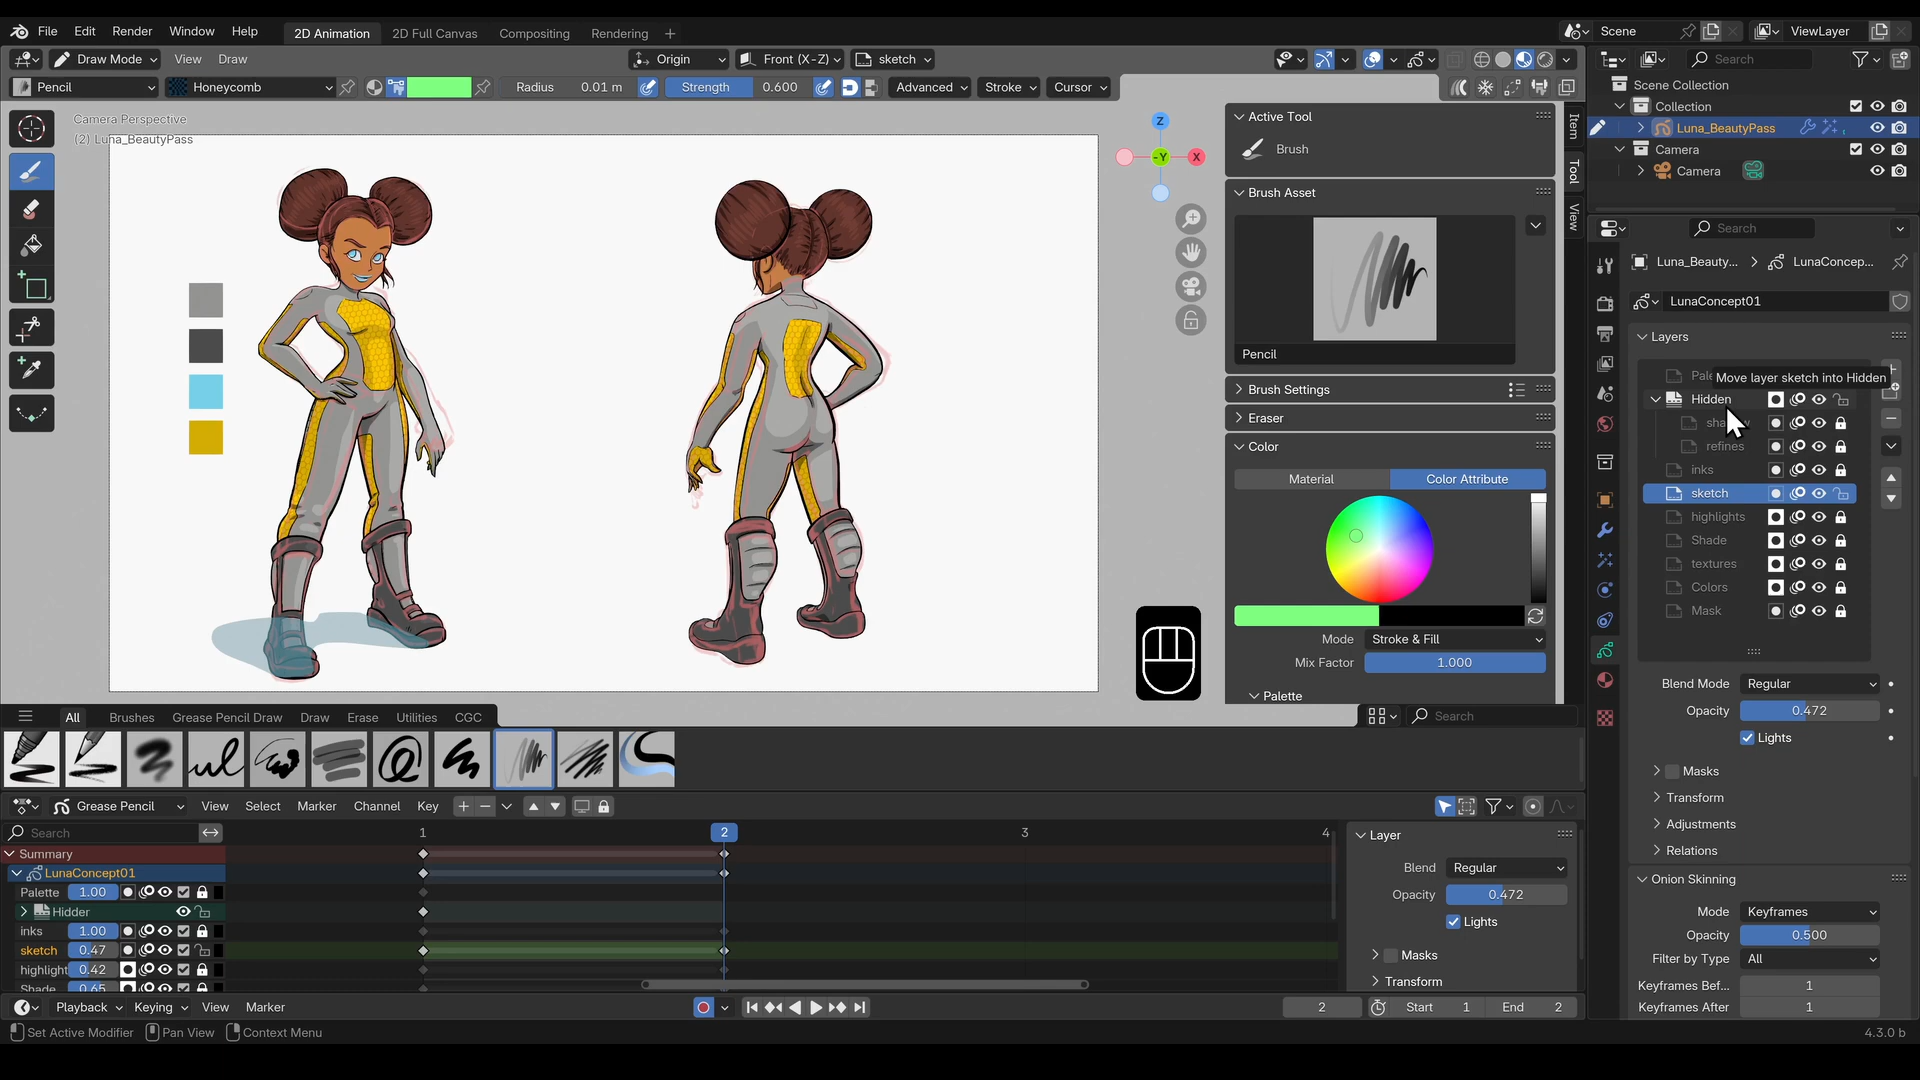 File Edit Render Window Help 2D Animation 2D Full Canvas Compositing Rendering + Scene ViewLayer
Draw Mode View Draw Origin Front (X-Z) sketch Search
Pencil Honeycomb Radius 0.01 m Strength 0.600 Advanced Stroke Cursor
Scene Collection
Collection
Luna_BeautyPass
Camera
Camera
Camera Perspective
(2) Luna_BeautyPass
Z
-Y
X
Active Tool
Brush
Brush Asset
Pencil
Brush Settings
Eraser
Color
Material Color Attribute
Mode Stroke & Fill
Mix Factor 1.000
Palette
Item
Tool
View
Search
Luna_Beauty... LunaConcep...
LunaConcept01
Layers
Move layer sketch into Hidden
Hidden
refines
inks
sketch
highlights
Shade
textures
Colors
Mask
Blend Mode Regular
Opacity 0.472
Lights
Masks
Transform
Adjustments
Relations
Onion Skinning
Mode Keyframes
Opacity 0.500
Filter by Type All
Keyframes Bef... 1
Keyframes After 1
All Brushes Grease Pencil Draw Draw Erase Utilities CGC Search
Grease Pencil View Select Marker Channel Key
Search 1 2 3 4
Summary
LunaConcept01
Palette 1.00
Hidder
inks 1.00
sketch 0.47
highlight 0.42
Shade 0.65
Layer
Blend Regular
Opacity 0.472
Lights
Masks
Transform
Playback Keying View Marker 2 Start 1 End 2
Set Active Modifier Pan View Context Menu 4.3.0 b